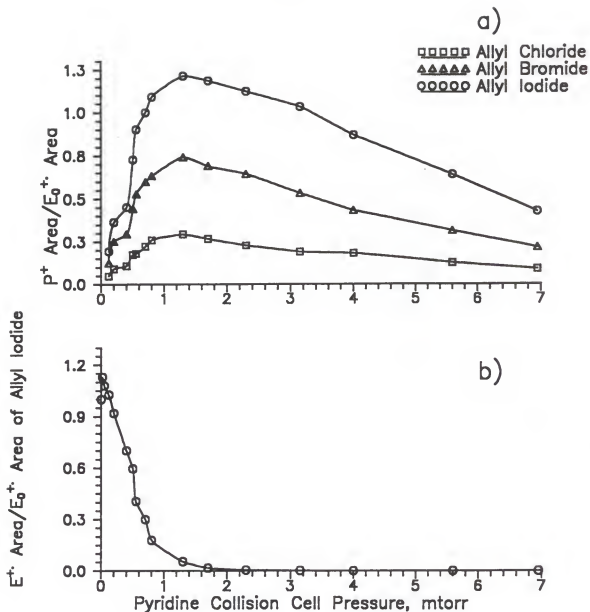 a)
Allyl Chloride
Allyl Bromide
Allyl Iodide
P+ Area/E0+· Area
1.3
1.0
0.8
0.5
0.3
0.0
0 1 2 3 4 5 6 7
b)
E+· Area/E0+· Area of Allyl Iodide
1.2
0.9
0.6
0.3
0.0
0 1 2 3 4 5 6 7
Pyridine Collision Cell Pressure, mtorr